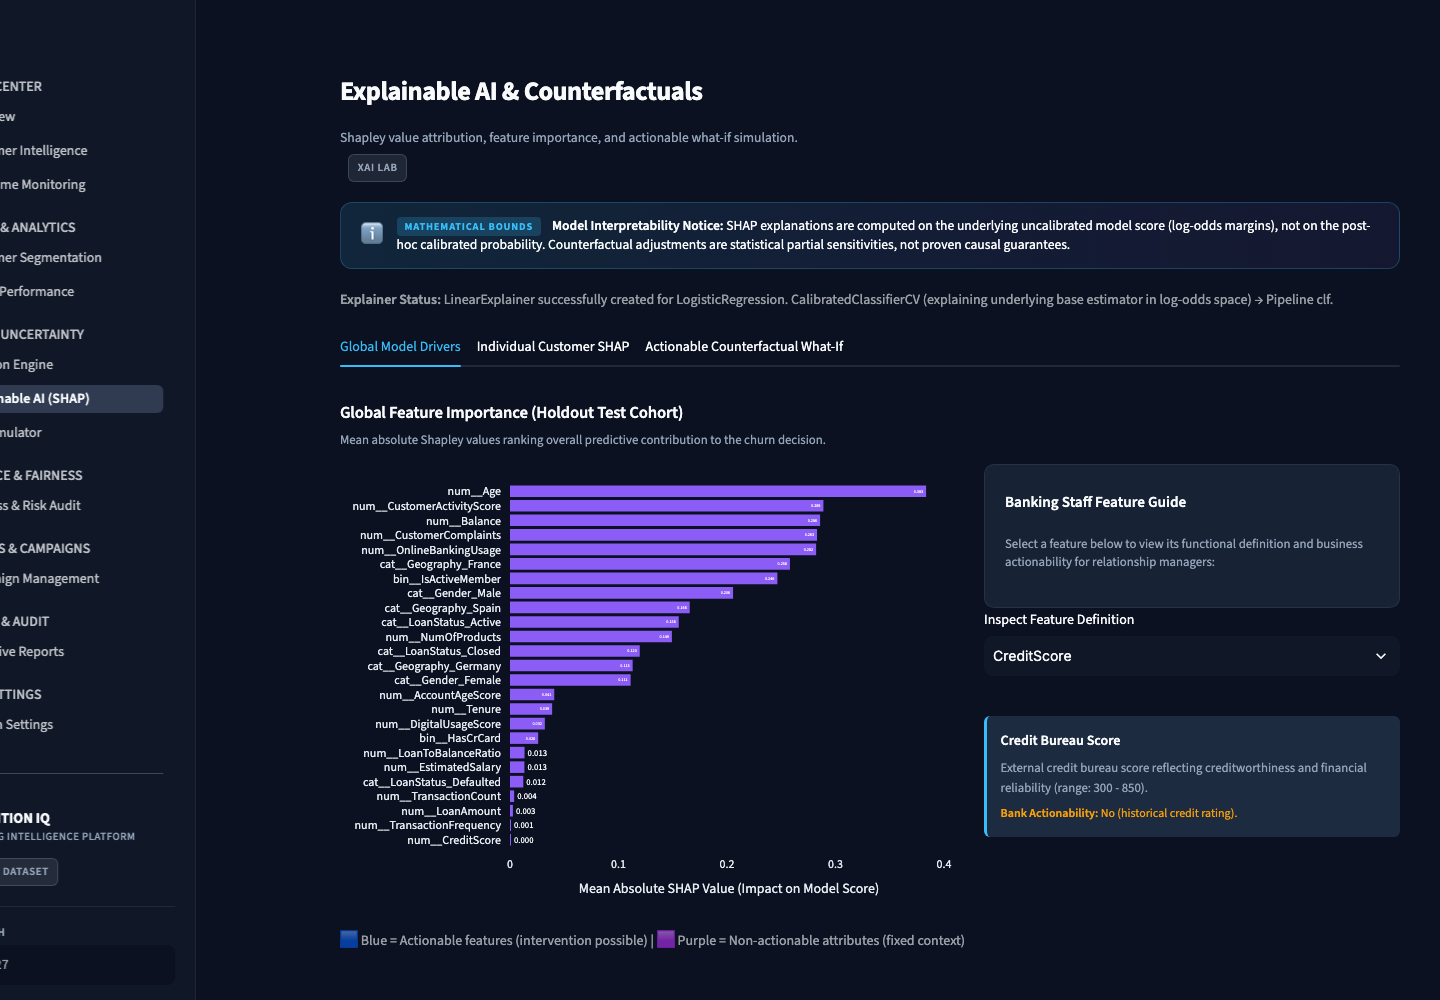 CENTER
ew
ner Intelligence
me Monitoring
& ANALYTICS
ner Segmentation
Performance
UNCERTAINTY
on Engine
nable AI (SHAP)
mulator
CE & FAIRNESS
s & Risk Audit
S & CAMPAIGNS
aign Management
& AUDIT
ive Reports
TTINGS
n Settings
TION IQ
G INTELLIGENCE PLATFORM
DATASET
H
27
Explainable AI & Counterfactuals
Shapley value attribution, feature importance, and actionable what-if simulation.
XAI LAB
MATHEMATICAL BOUNDS Model Interpretability Notice: SHAP explanations are computed on the underlying uncalibrated model score (log-odds margins), not on the post-
hoc calibrated probability. Counterfactual adjustments are statistical partial sensitivities, not proven causal guarantees.
Explainer Status: LinearExplainer successfully created for LogisticRegression. CalibratedClassifierCV (explaining underlying base estimator in log-odds space) → Pipeline clf.
Global Model Drivers Individual Customer SHAP Actionable Counterfactual What-If
Global Feature Importance (Holdout Test Cohort)
Mean absolute Shapley values ranking overall predictive contribution to the churn decision.
num__Age
num__CustomerActivityScore
num__Balance
num__CustomerComplaints
num__OnlineBankingUsage
cat__Geography_France
bin__IsActiveMember
cat__Gender_Male
cat__Geography_Spain
cat__LoanStatus_Active
num__NumOfProducts
cat__LoanStatus_Closed
cat__Geography_Germany
cat__Gender_Female
num__AccountAgeScore
num__Tenure
num__DigitalUsageScore
bin__HasCrCard
num__LoanToBalanceRatio 0.013
num__EstimatedSalary 0.013
cat__LoanStatus_Defaulted 0.012
num__TransactionCount 0.004
num__LoanAmount 0.003
num__TransactionFrequency 0.001
num__CreditScore 0.000
0 0.1 0.2 0.3 0.4
Mean Absolute SHAP Value (Impact on Model Score)
Blue = Actionable features (intervention possible) | Purple = Non-actionable attributes (fixed context)
Banking Staff Feature Guide
Select a feature below to view its functional definition and business
actionability for relationship managers:
Inspect Feature Definition
CreditScore
Credit Bureau Score
External credit bureau score reflecting creditworthiness and financial
reliability (range: 300 - 850).
Bank Actionability: No (historical credit rating).